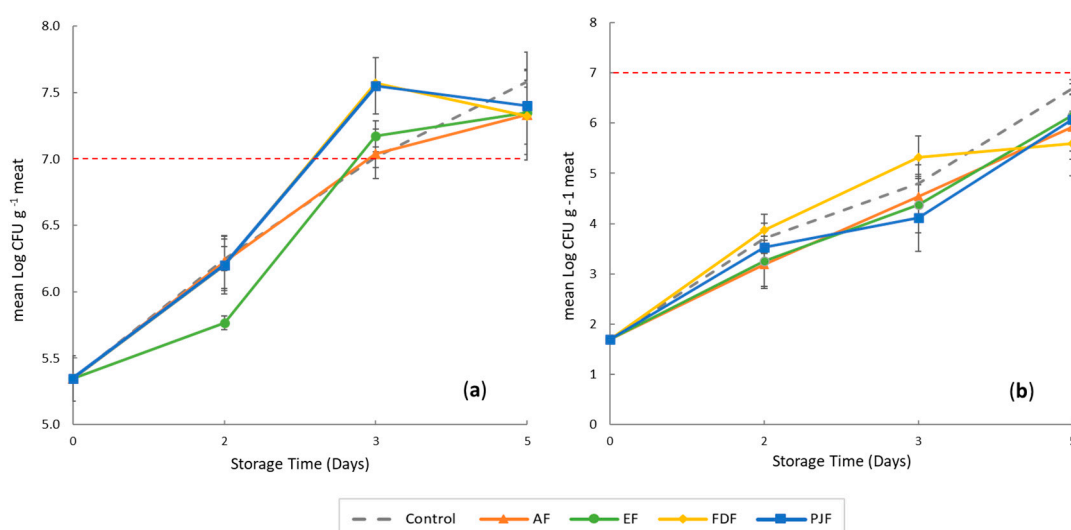 8.0
7.5
7.0
6.5
6.0
5.5
5.0
mean Log CFU g -1 meat
0 2 3 5
Storage Time (Days)
(a)
8
7
6
5
4
3
2
1
0
mean Log CFU g -1 meat
0 2 3 5
Storage Time (Days)
(b)
Control AF EF FDF PJF